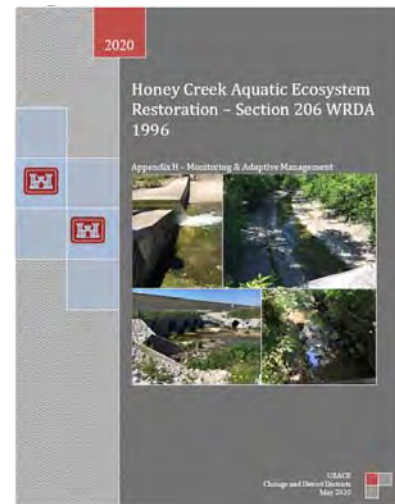 2020
Honey Creek Aquatic Ecosystem
Restoration – Section 206 WRDA
1996
Appendix H – Monitoring & Adaptive Management
USACE
Chicago and Detroit Districts
May 2020